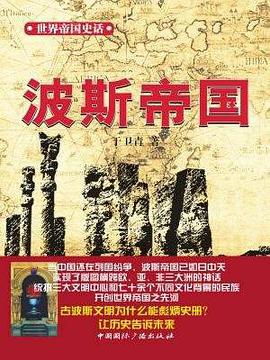 世界帝国史话
波斯帝国
于卫青 著
当中国还在列国纷争，波斯帝国已如日中天
实现了版图横跨欧、亚、非三大洲的神话
统治三大文明中心和七十余个不同文化背景的民族
开创世界帝国之先河
古波斯文明为什么能彪炳史册？
让历史告诉未来
中国国际广播出版社